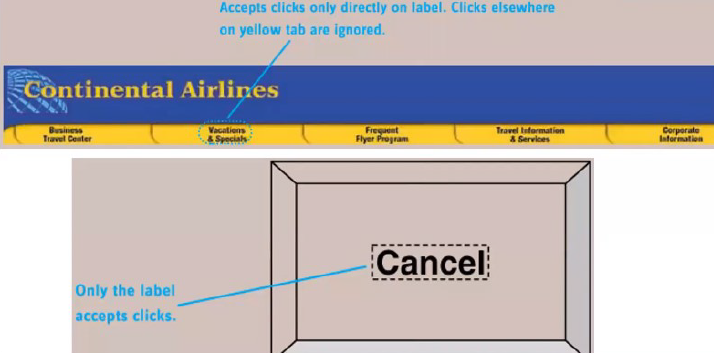 Accepts clicks only directly on label. Clicks elsewhere
on yellow tab are ignored.
Continental Airlines
Business
Travel Center
Vacations
& Specials
Frequent
Flyer Program
Travel Information
& Services
Corporate
Information
Cancel
Only the label
accepts clicks.